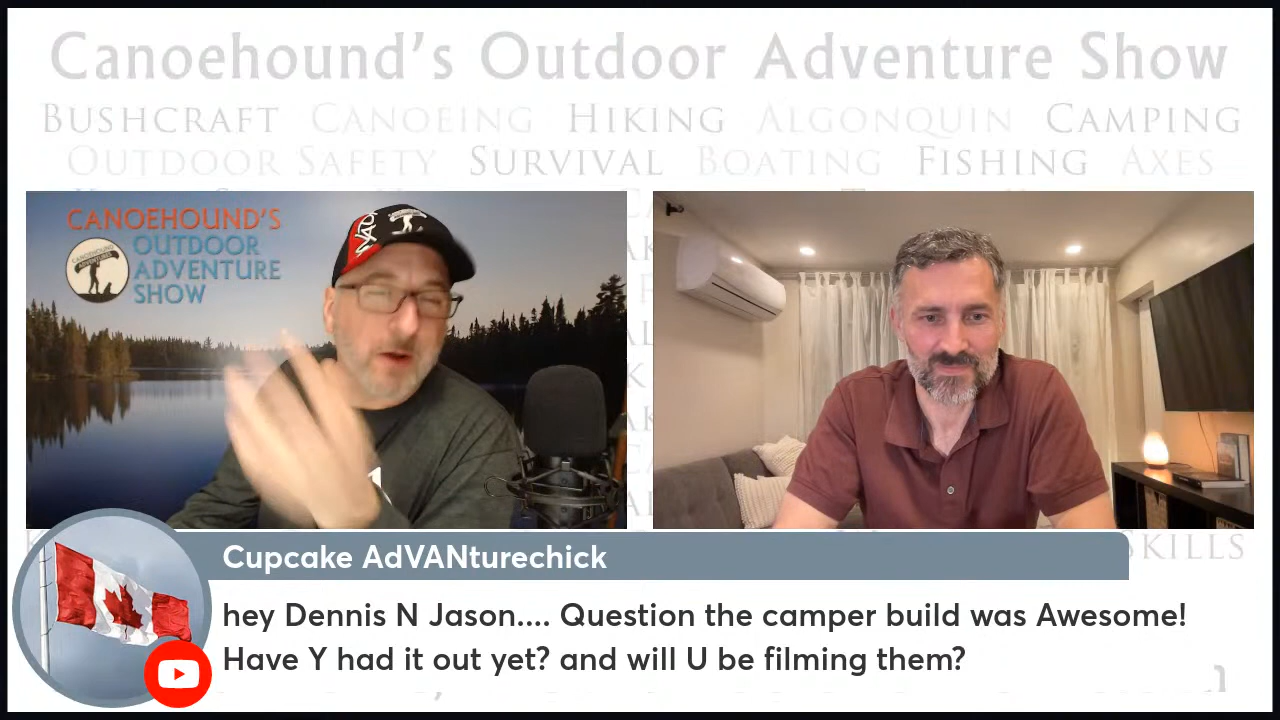 Canoehound's Outdoor Adventure Show
BUSHCRAFT CANOEING HIKING ALGONQUIN CAMPING
OUTDOOR SAFETY SURVIVAL BOATING FISHING AXES
CANOEHOUND'S
OUTDOOR
ADVENTURE
SHOW
SKILLS
Cupcake AdVANturechick
hey Dennis N Jason.... Question the camper build was Awesome!
Have Y had it out yet? and will U be filming them?